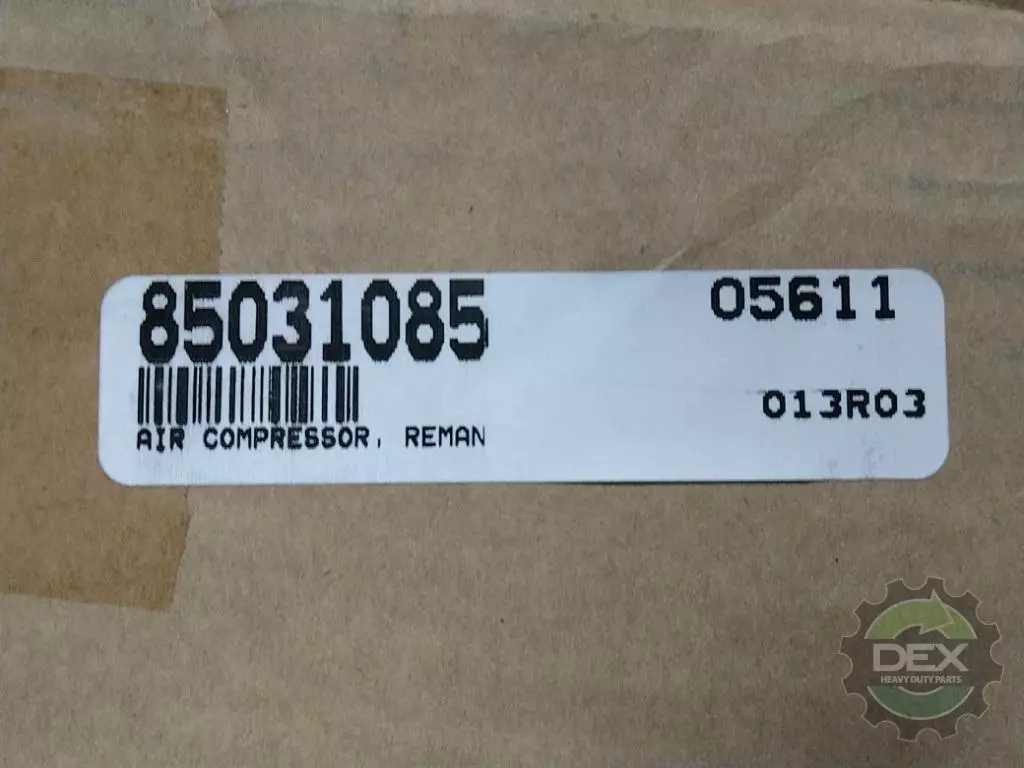 85031085
05611
013R03
AIR COMPRESSOR, REMAN
DEX
HEAVY DUTY PARTS